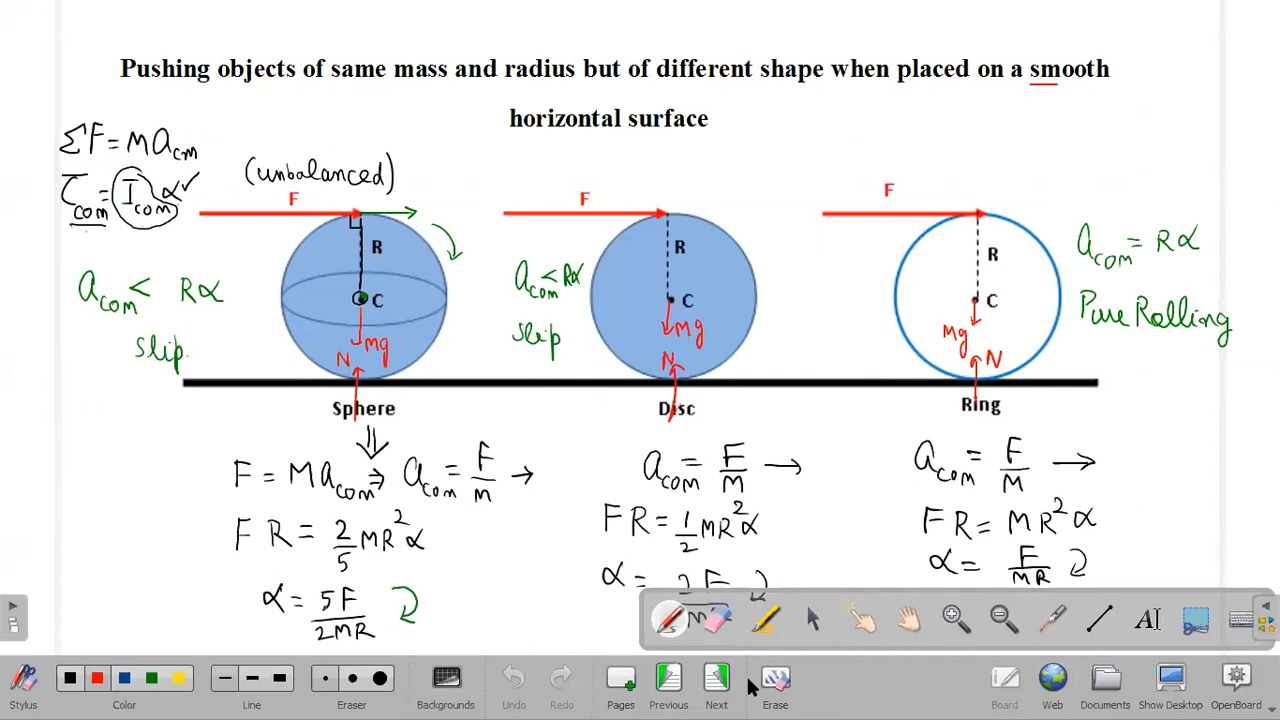 Pushing objects of same mass and radius but of different shape when placed on a smooth
horizontal surface
ΣF = Ma_cm
τ_com = I_com α ✓
(unbalanced)
F
F
F
R
R
R
C
C
C
a_com < Rα
slip
a_com < Rα
slip
a_com = Rα
Pure Rolling
Mg
Mg
Mg
N
N
N
Sphere
Disc
Ring
F = Ma_com ⇒ a_com = F/m →
FR = 2/5 MR²α
α = 5F/2MR
a_com = F/M →
FR = 1/2 MR²α
α =
a_com = F/M →
FR = MR²α
α = F/MR
Stylus
Color
Line
Eraser
Backgrounds
Undo
Redo
Pages
Previous
Next
Erase
Board
Web
Documents
Show Desktop
OpenBoard